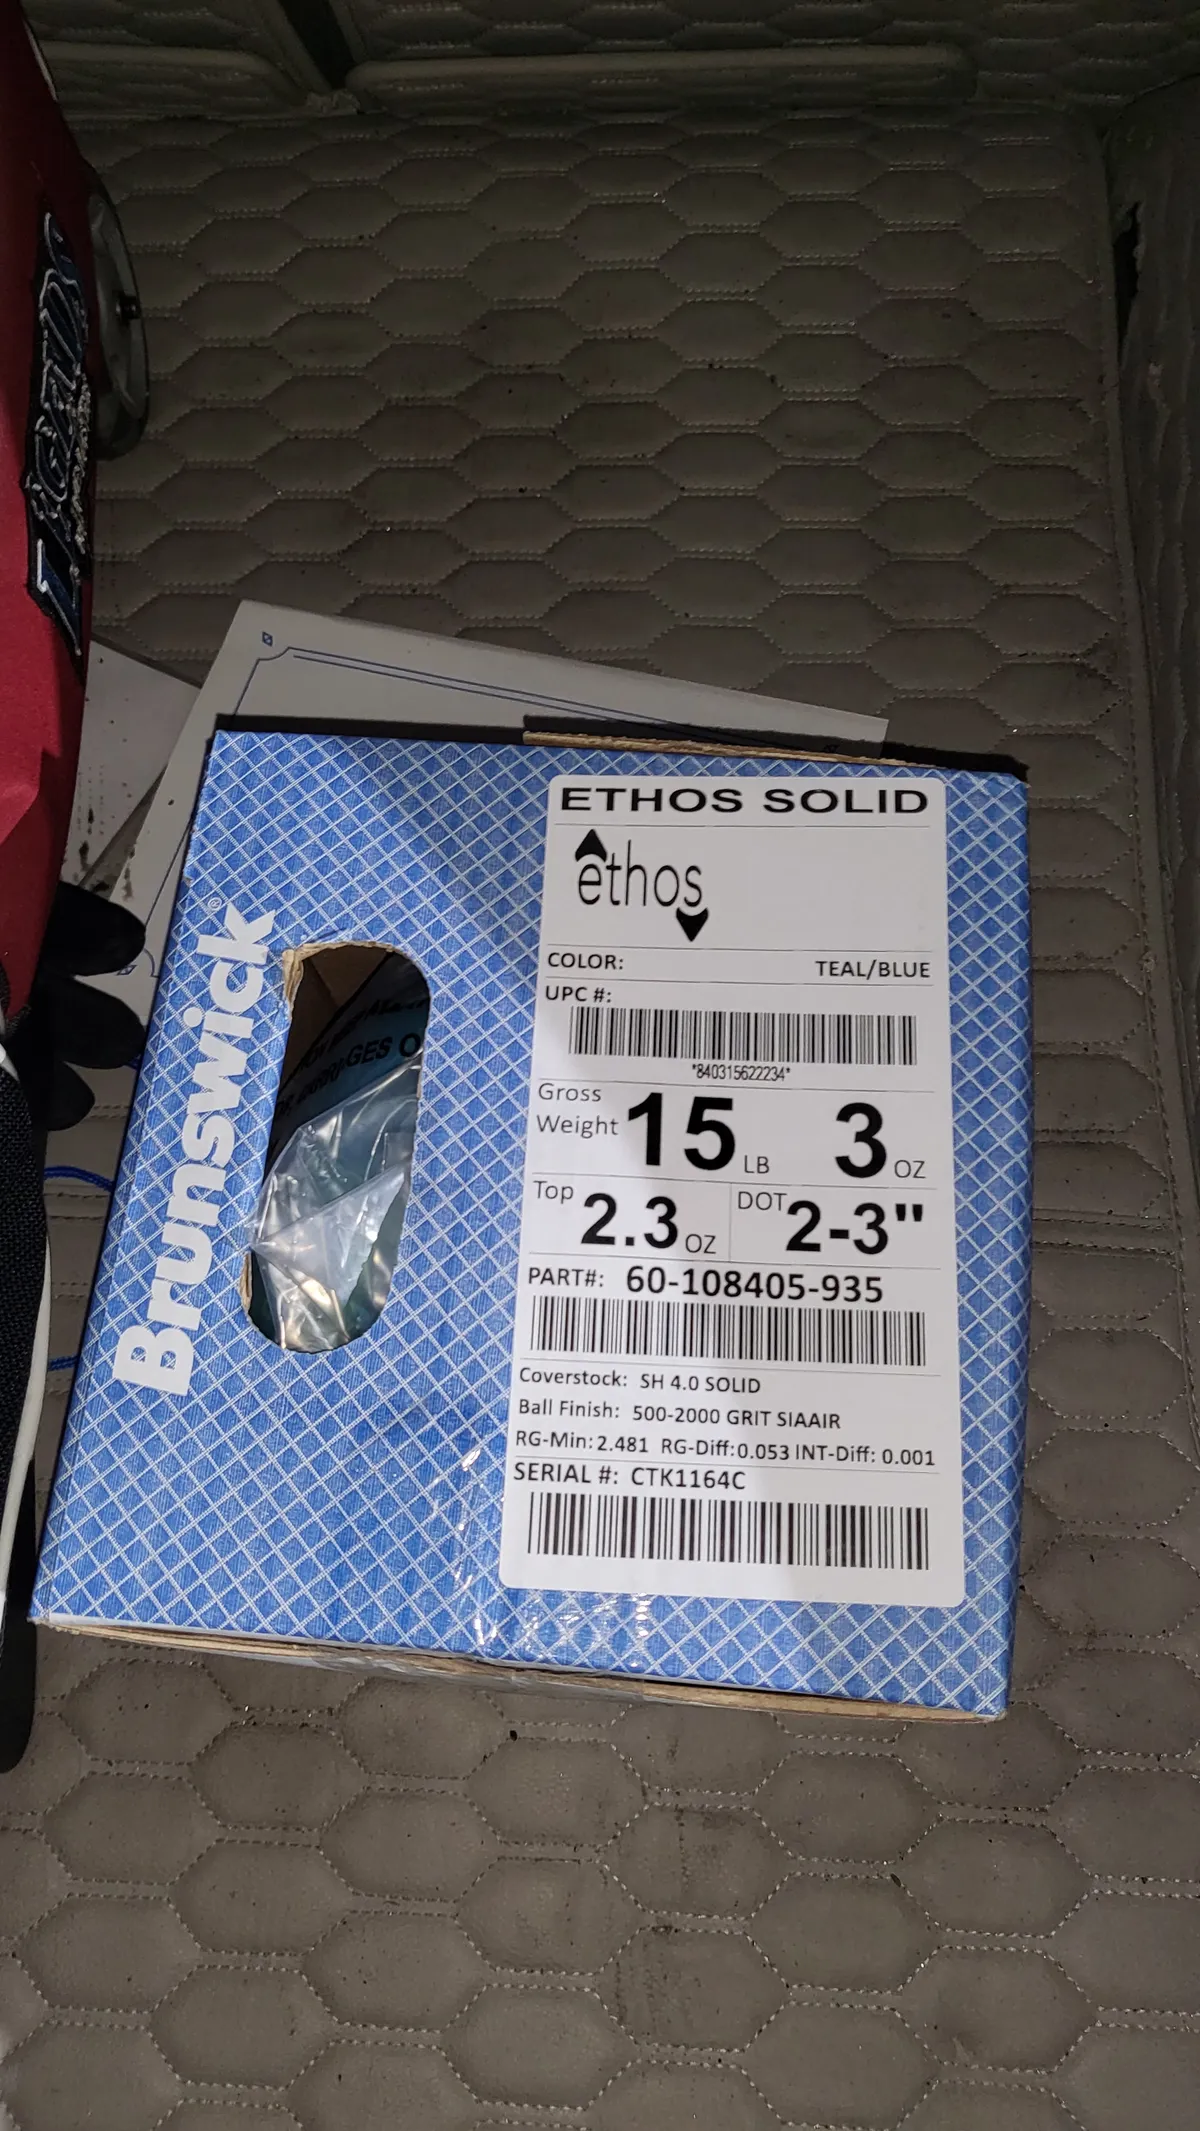 LEGENDS
Brunswick®
GES O
ETHOS SOLID
ethos
COLOR: TEAL/BLUE
UPC #:
*840315622234*
Gross Weight 15 LB 3 OZ
Top 2.3 OZ DOT 2-3"
PART#: 60-108405-935
Coverstock: SH 4.0 SOLID
Ball Finish: 500-2000 GRIT SIAAIR
RG-Min: 2.481 RG-Diff: 0.053 INT-Diff: 0.001
SERIAL #: CTK1164C